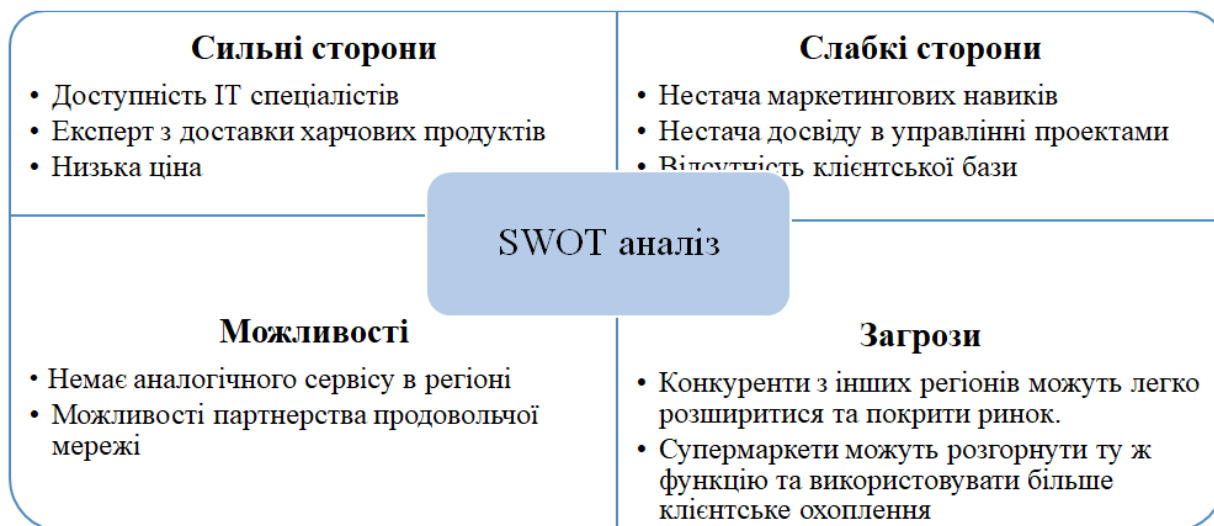 Сильні сторони
• Доступність ІТ спеціалістів
• Експерт з доставки харчових продуктів
• Низька ціна
Слабкі сторони
• Нестача маркетингових навиків
• Нестача досвіду в управлінні проектами
• Відсутність клієнтської бази
SWOT аналіз
Можливості
• Немає аналогічного сервісу в регіоні
• Можливості партнерства продовольчої
мережі
Загрози
• Конкуренти з інших регіонів можуть легко
розширитися та покрити ринок.
• Супермаркети можуть розгорнути ту ж
функцію та використовувати більше
клієнтське охоплення